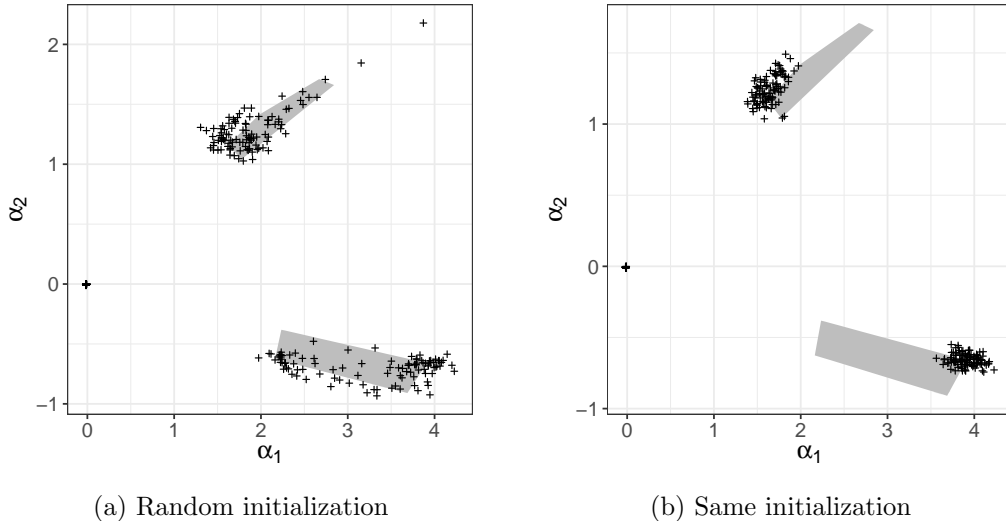 2
1
0
−1
α2
0 1 2 3 4
α1
(a) Random initialization
1
0
−1
α2
0 1 2 3 4
α1
(b) Same initialization